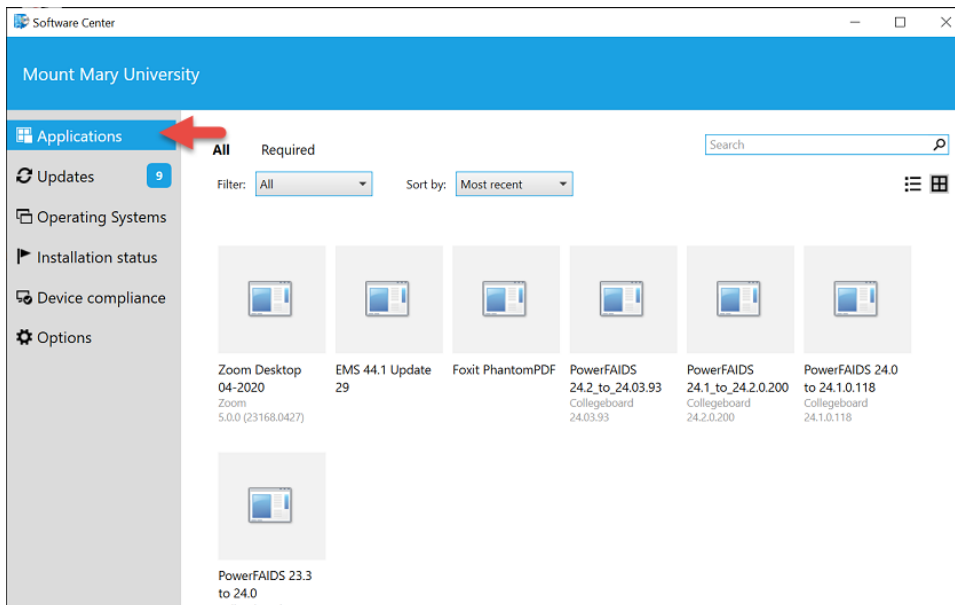 Software Center
Mount Mary University
Applications
Updates
9
Operating Systems
Installation status
Device compliance
Options
All
Required
Search
Filter:
All
Sort by:
Most recent
Zoom Desktop
04-2020
Zoom
5.0.0 (23168.0427)
EMS 44.1 Update
29
Foxit PhantomPDF
PowerFAIDS
24.2_to_24.03.93
Collegeboard
24.03.93
PowerFAIDS
24.1_to_24.2.0.200
Collegeboard
24.2.0.200
PowerFAIDS 24.0
to 24.1.0.118
Collegeboard
24.1.0.118
PowerFAIDS 23.3
to 24.0